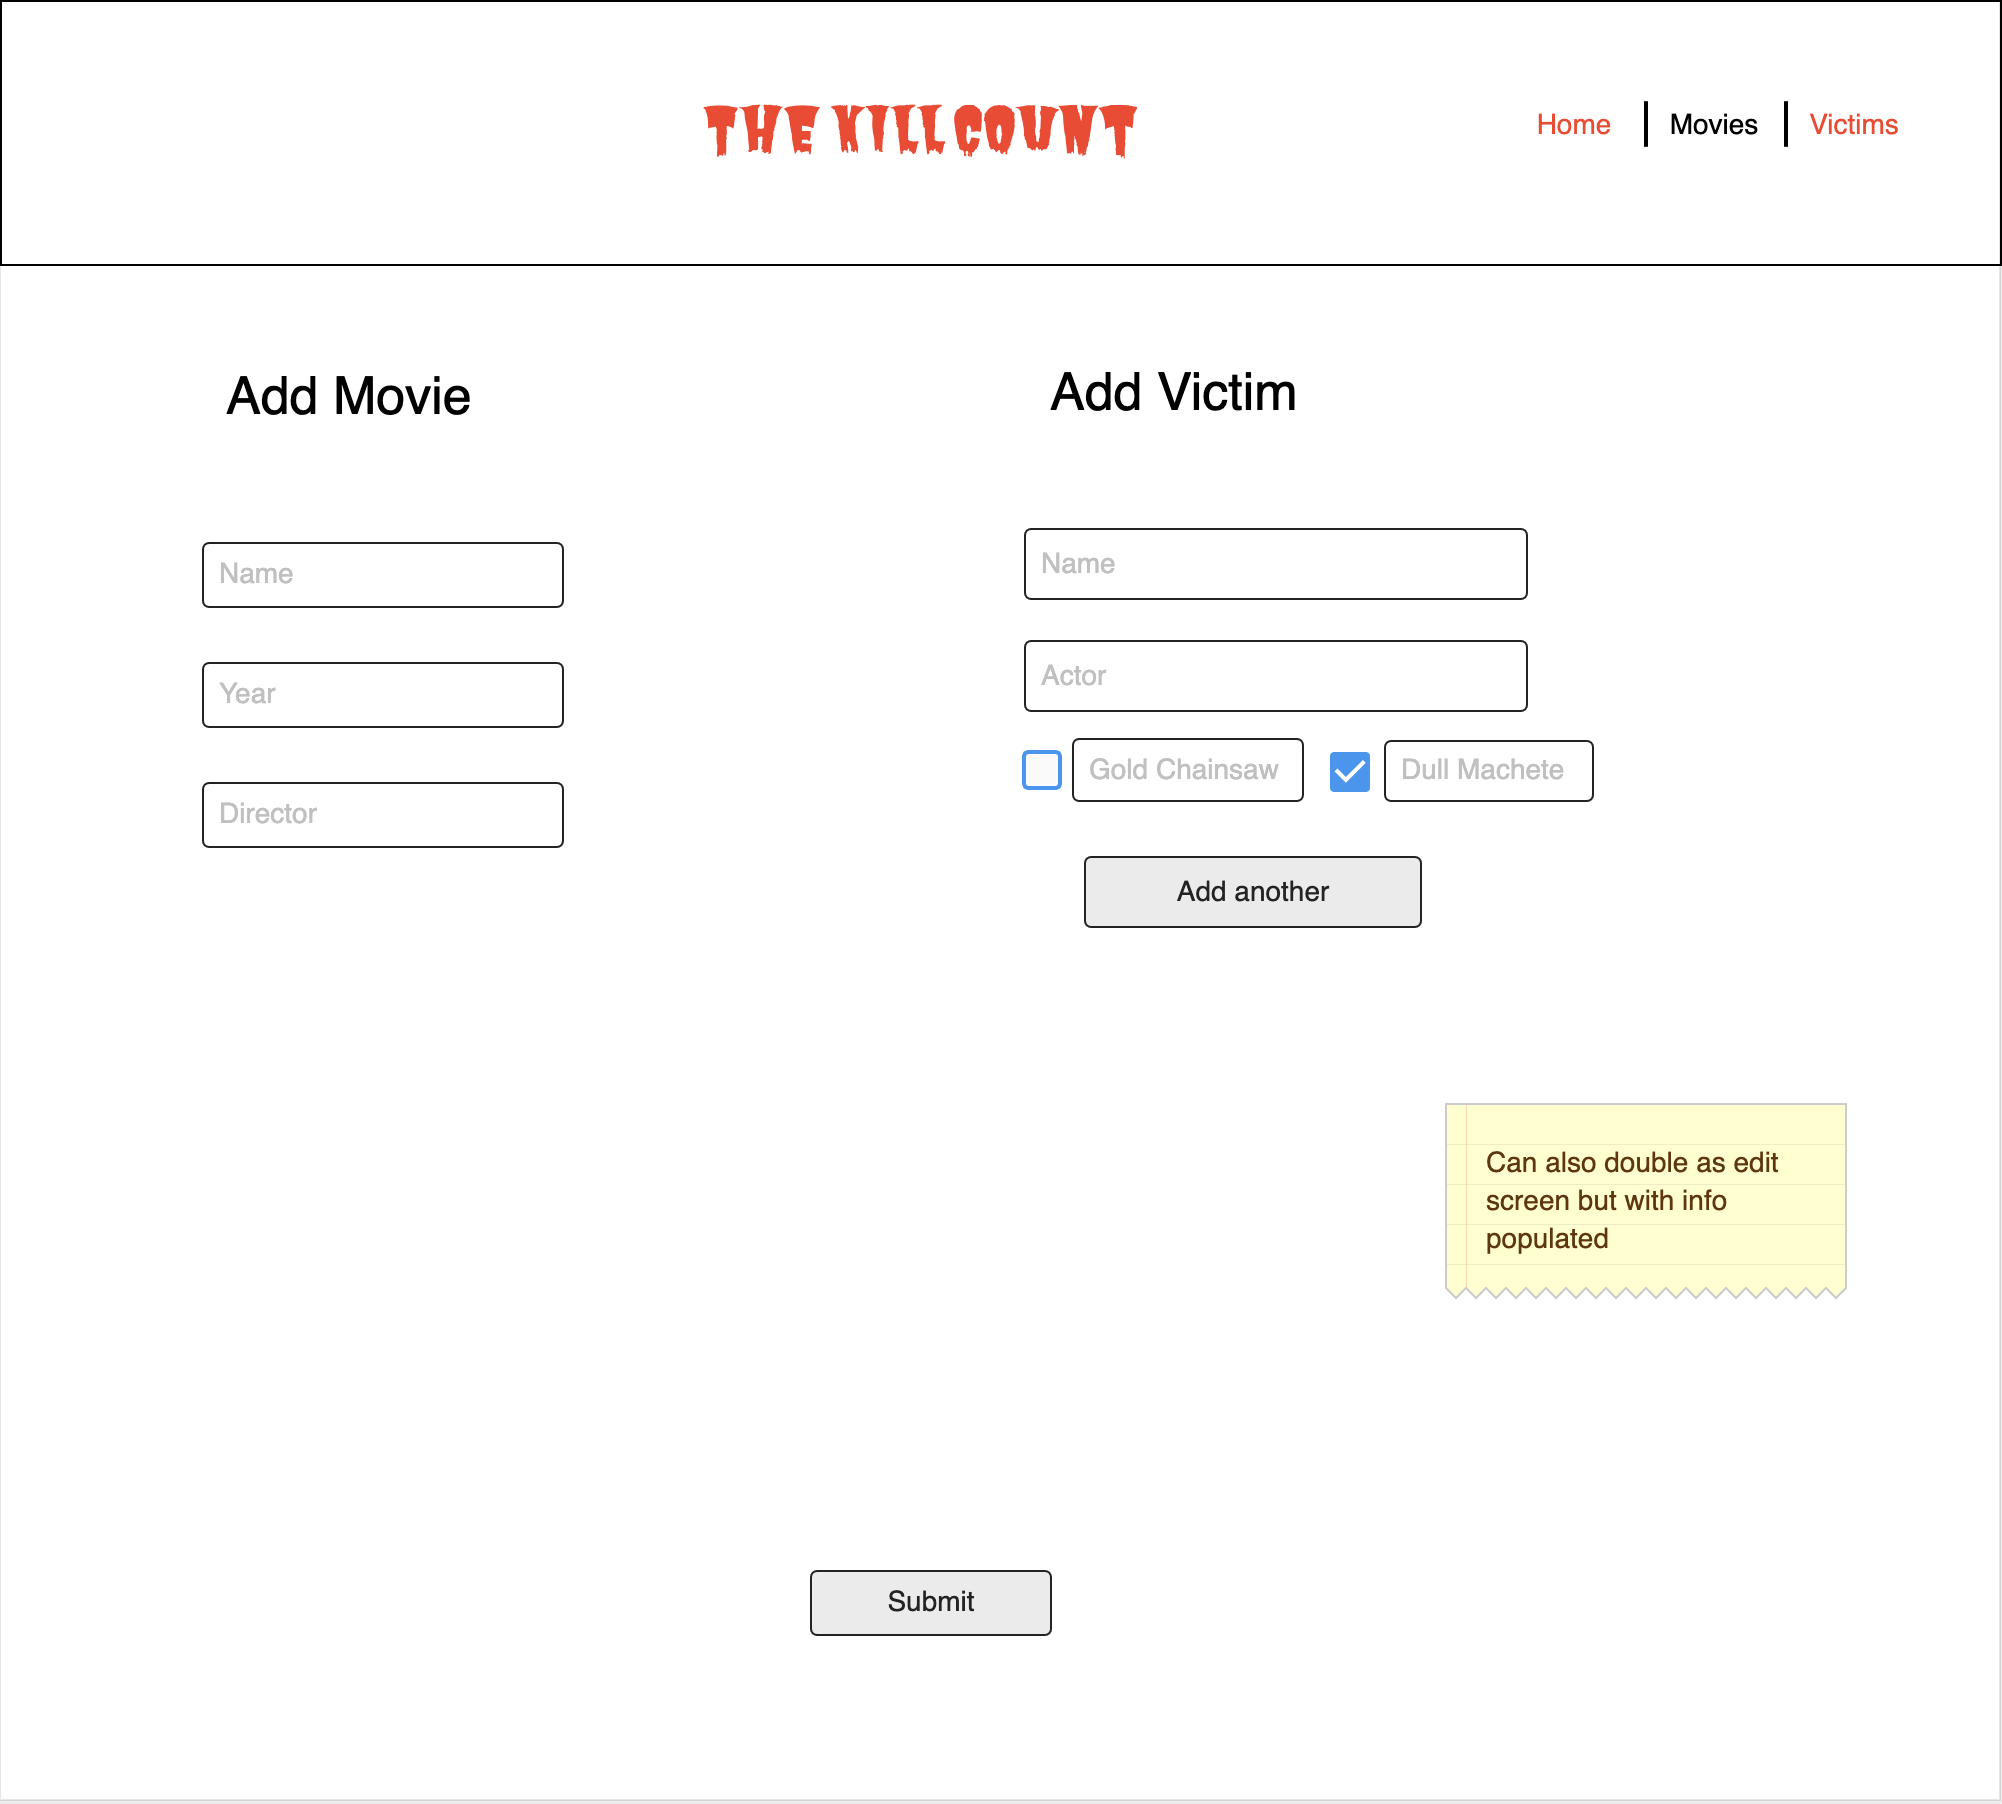 THE KILL COUNT
Home
Movies
Victims
Add Movie
Name
Year
Director
Add Victim
Name
Actor
Gold Chainsaw
Dull Machete
Add another
Can also double as edit
screen but with info
populated
Submit